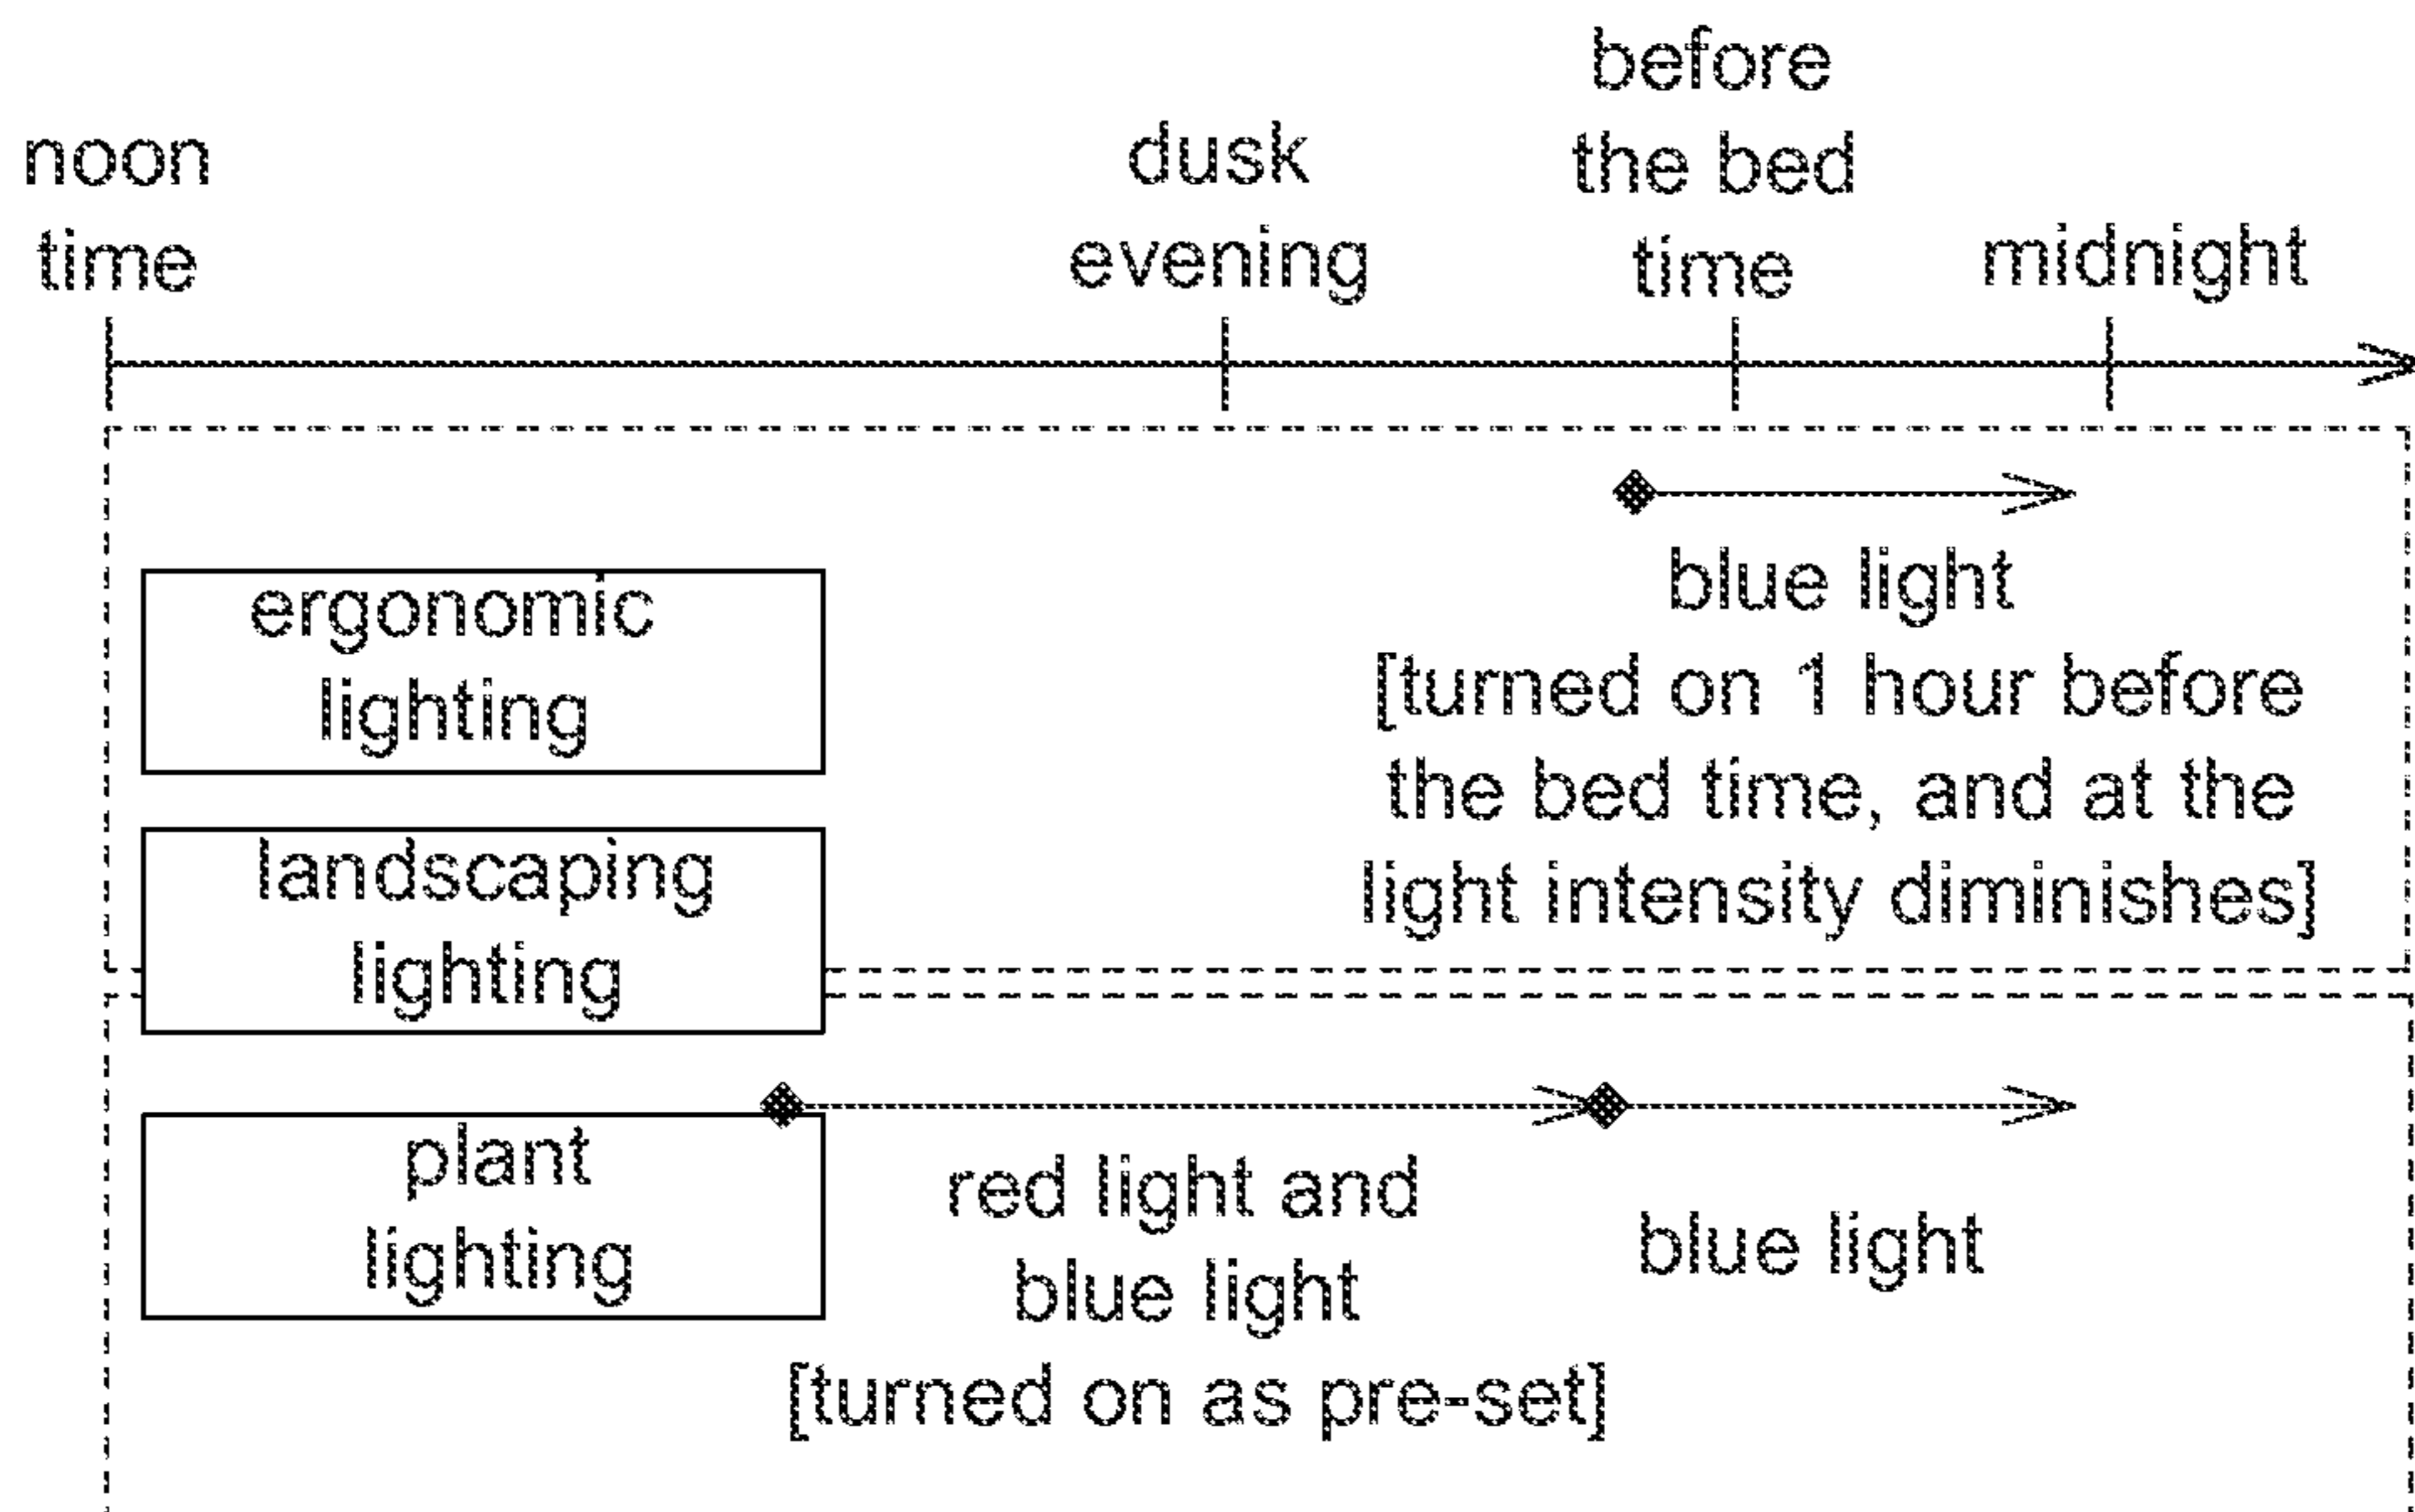 noon
time
dusk
evening
before
the bed
time
midnight
ergonomic
lighting
blue light
[turned on 1 hour before
the bed time, and at the
light intensity diminishes]
landscaping
lighting
plant
lighting
red light and
blue light
[turned on as pre-set]
blue light